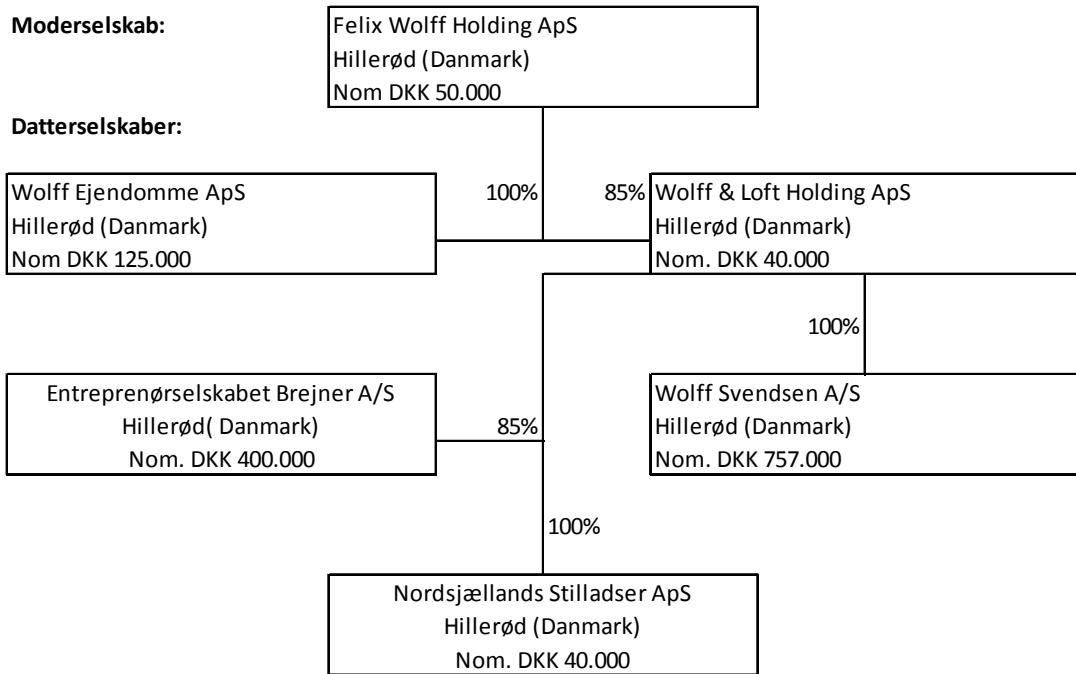 Moderselskab:
Felix Wolff Holding ApS
Hillerød (Danmark)
Nom DKK 50.000
Datterselskaber:
Wolff Ejendomme ApS
Hillerød (Danmark)
Nom DKK 125.000
100%
85%
Wolff & Loft Holding ApS
Hillerød (Danmark)
Nom. DKK 40.000
100%
Entreprenørselskabet Brejner A/S
Hillerød( Danmark)
Nom. DKK 400.000
85%
Wolff Svendsen A/S
Hillerød (Danmark)
Nom. DKK 757.000
100%
Nordsjællands Stilladser ApS
Hillerød (Danmark)
Nom. DKK 40.000